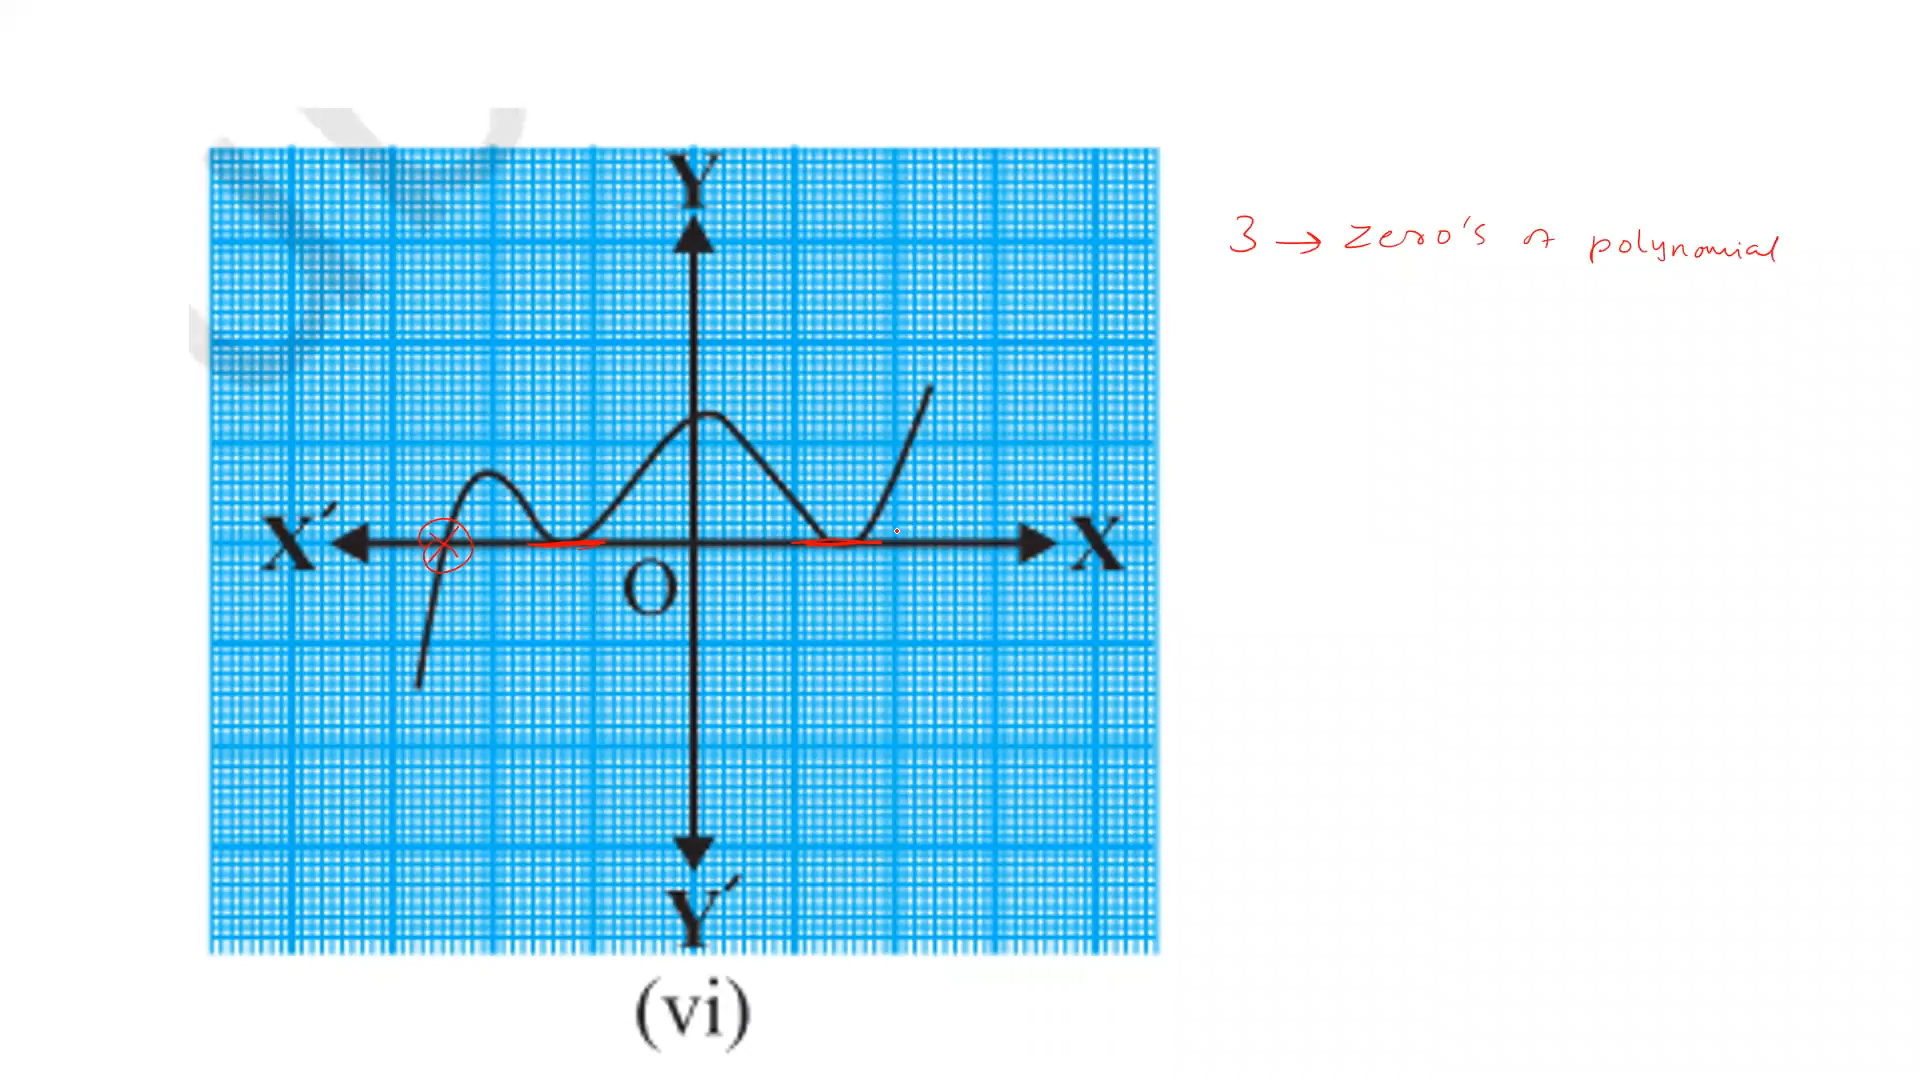 Y
3 → zero's of polynomial
X′
X
O
Y′
(vi)